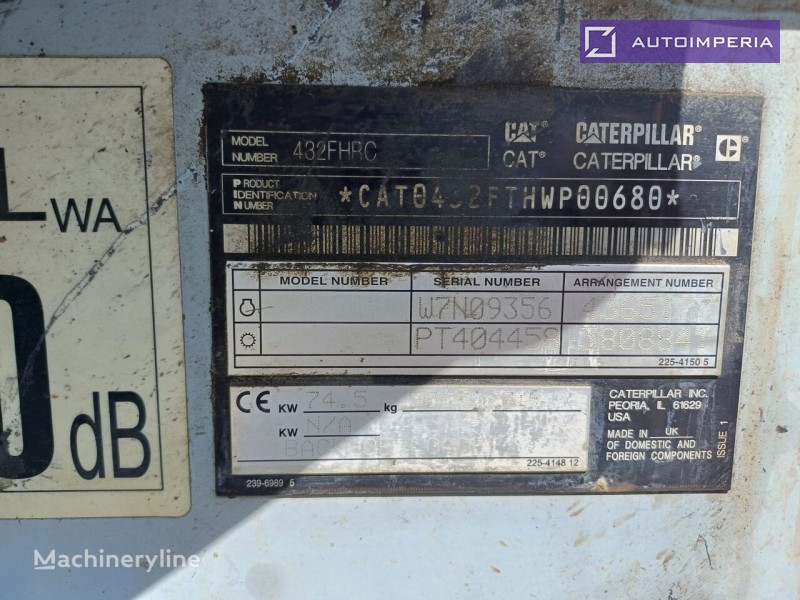 AUTOIMPERIA
WA
dB
MODEL NUMBER 432FHRC
CAT CATERPILLAR®
CAT® CATERPILLAR®
PRODUCT IDENTIFICATION NUMBER *CAT0432FTHWP00680*
MODEL NUMBER SERIAL NUMBER ARRANGEMENT NUMBER
W7N09356
PT40445S
225-4150 5
CE KW 74.5 kg
KW N/A
225-4148 12
CATERPILLAR INC.
PEORIA, IL 61629
USA
MADE IN UK
OF DOMESTIC AND
FOREIGN COMPONENTS
ISSUE 1
239-6989 5
Machineryline